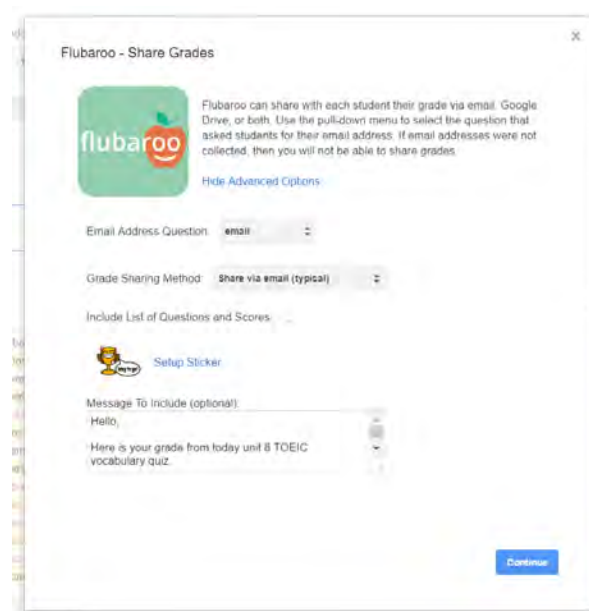 Flubaroo - Share Grades
flubaroo
Flubaroo can share with each student their grade via email, Google
Drive, or both. Use the pull-down menu to select the question that
asked students for their email address. If email addresses were not
collected, then you will not be able to share grades.
Hide Advanced Options
Email Address Question: email
Grade Sharing Method: Share via email (typical)
Include List of Questions and Scores
Setup Sticker
Message To Include (optional):
Hello,
Here is your grade from today unit 8 TOEIC
vocabulary quiz.
Continue